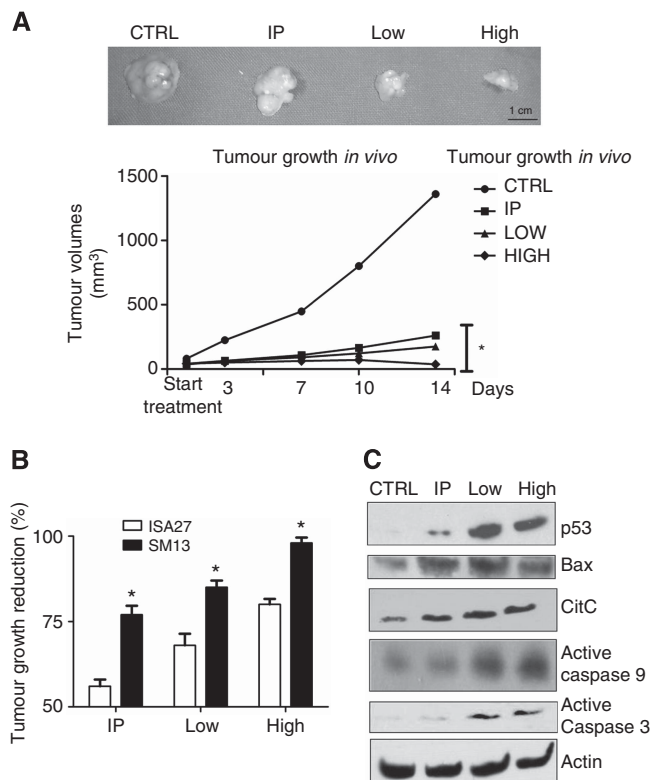 A
CTRL IP Low High
1 cm
Tumour growth in vivo Tumour growth in vivo
CTRL
IP
LOW
HIGH
Tumour volumes
(mm³)
1500
1000
500
0
*
Start
treatment
3 7 10 14 Days
B
Tumour growth reduction (%)
100
75
50
ISA27
SM13
* * *
IP Low High
C
CTRL IP Low High
p53
Bax
CitC
Active
caspase 9
Active
Caspase 3
Actin